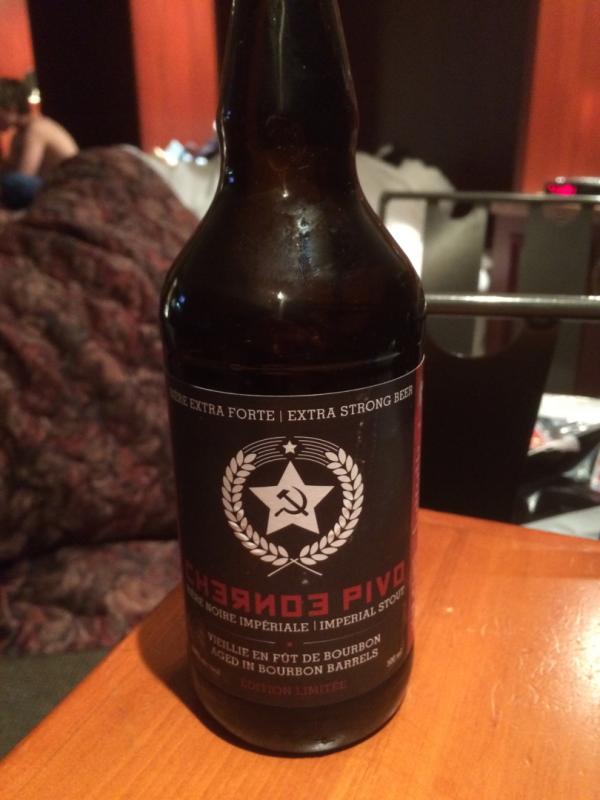 BIÈRE EXTRA FORTE | EXTRA STRONG BEER
CHEЯNOE PIVO
BIÈRE NOIRE IMPÉRIALE | IMPERIAL STOUT
VIEILLIE EN FÛT DE BOURBON
AGED IN BOURBON BARRELS
ÉDITION LIMITÉE